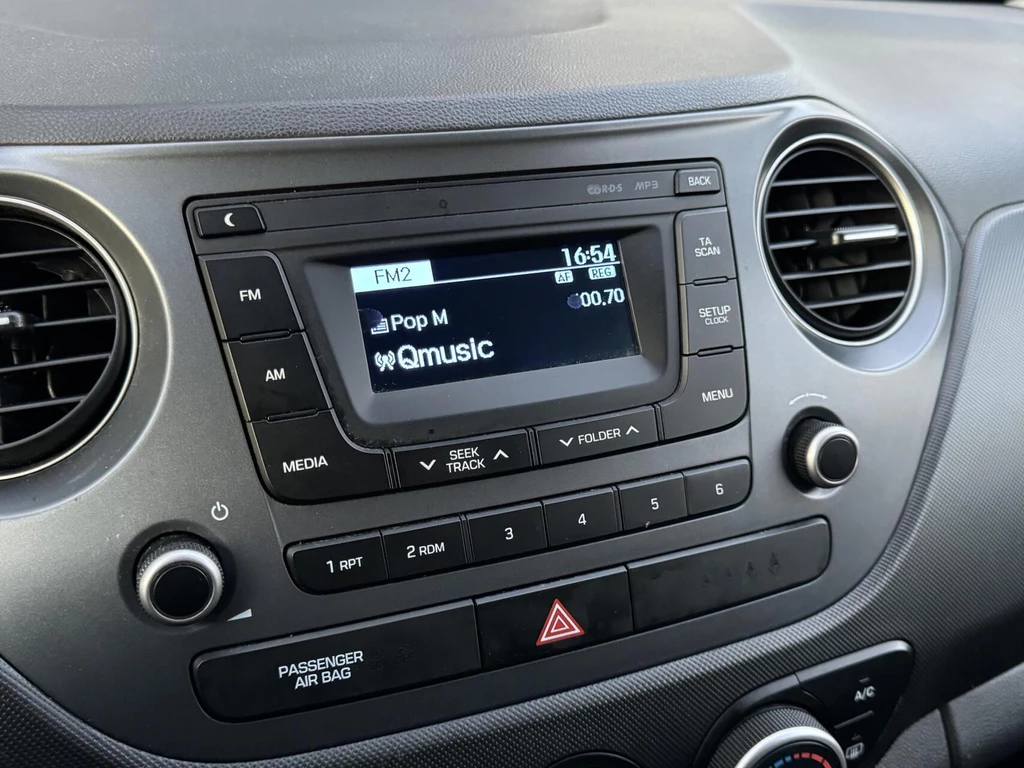 R·D·S MP3 BACK
FM2 16:54
AF REG
TA
SCAN
FM
Pop M 00.70
SETUP
CLOCK
Qmusic
AM
MENU
MEDIA
SEEK
TRACK
FOLDER
1 RPT 2 RDM 3 4 5 6
PASSENGER
AIR BAG
A/C